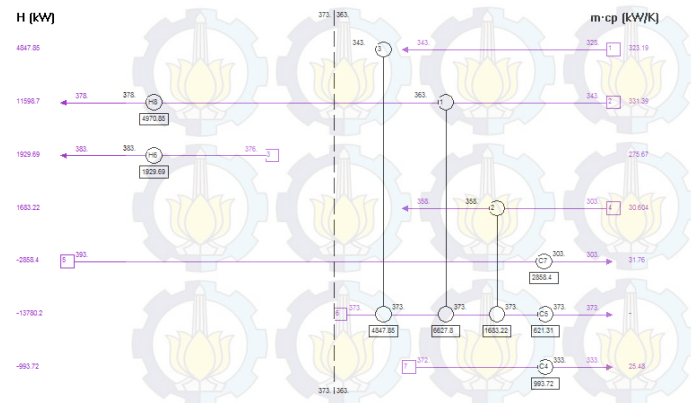 H (kW) 373. 363. m·cp (kW/K)
4847.88 343. 3 343. 328. 1 323.19
11598.7 378. 378. H8 363. 1 343. 2 331.39
4970.88
1929.69 383. 383. H6 376. 3 275.67
1929.69
1683.22 358. 358. 2 303. 4 30.604
-2858.4 5 393. 303. C7 303. 31.76
2858.4
-13780.2 6 373. 373. 373. 373. 373. C5 373. -
4847.88 6627.8 1683.22 621.31
-993.72 7 372. 333. C4 333. 25.48
993.72
373. 363.